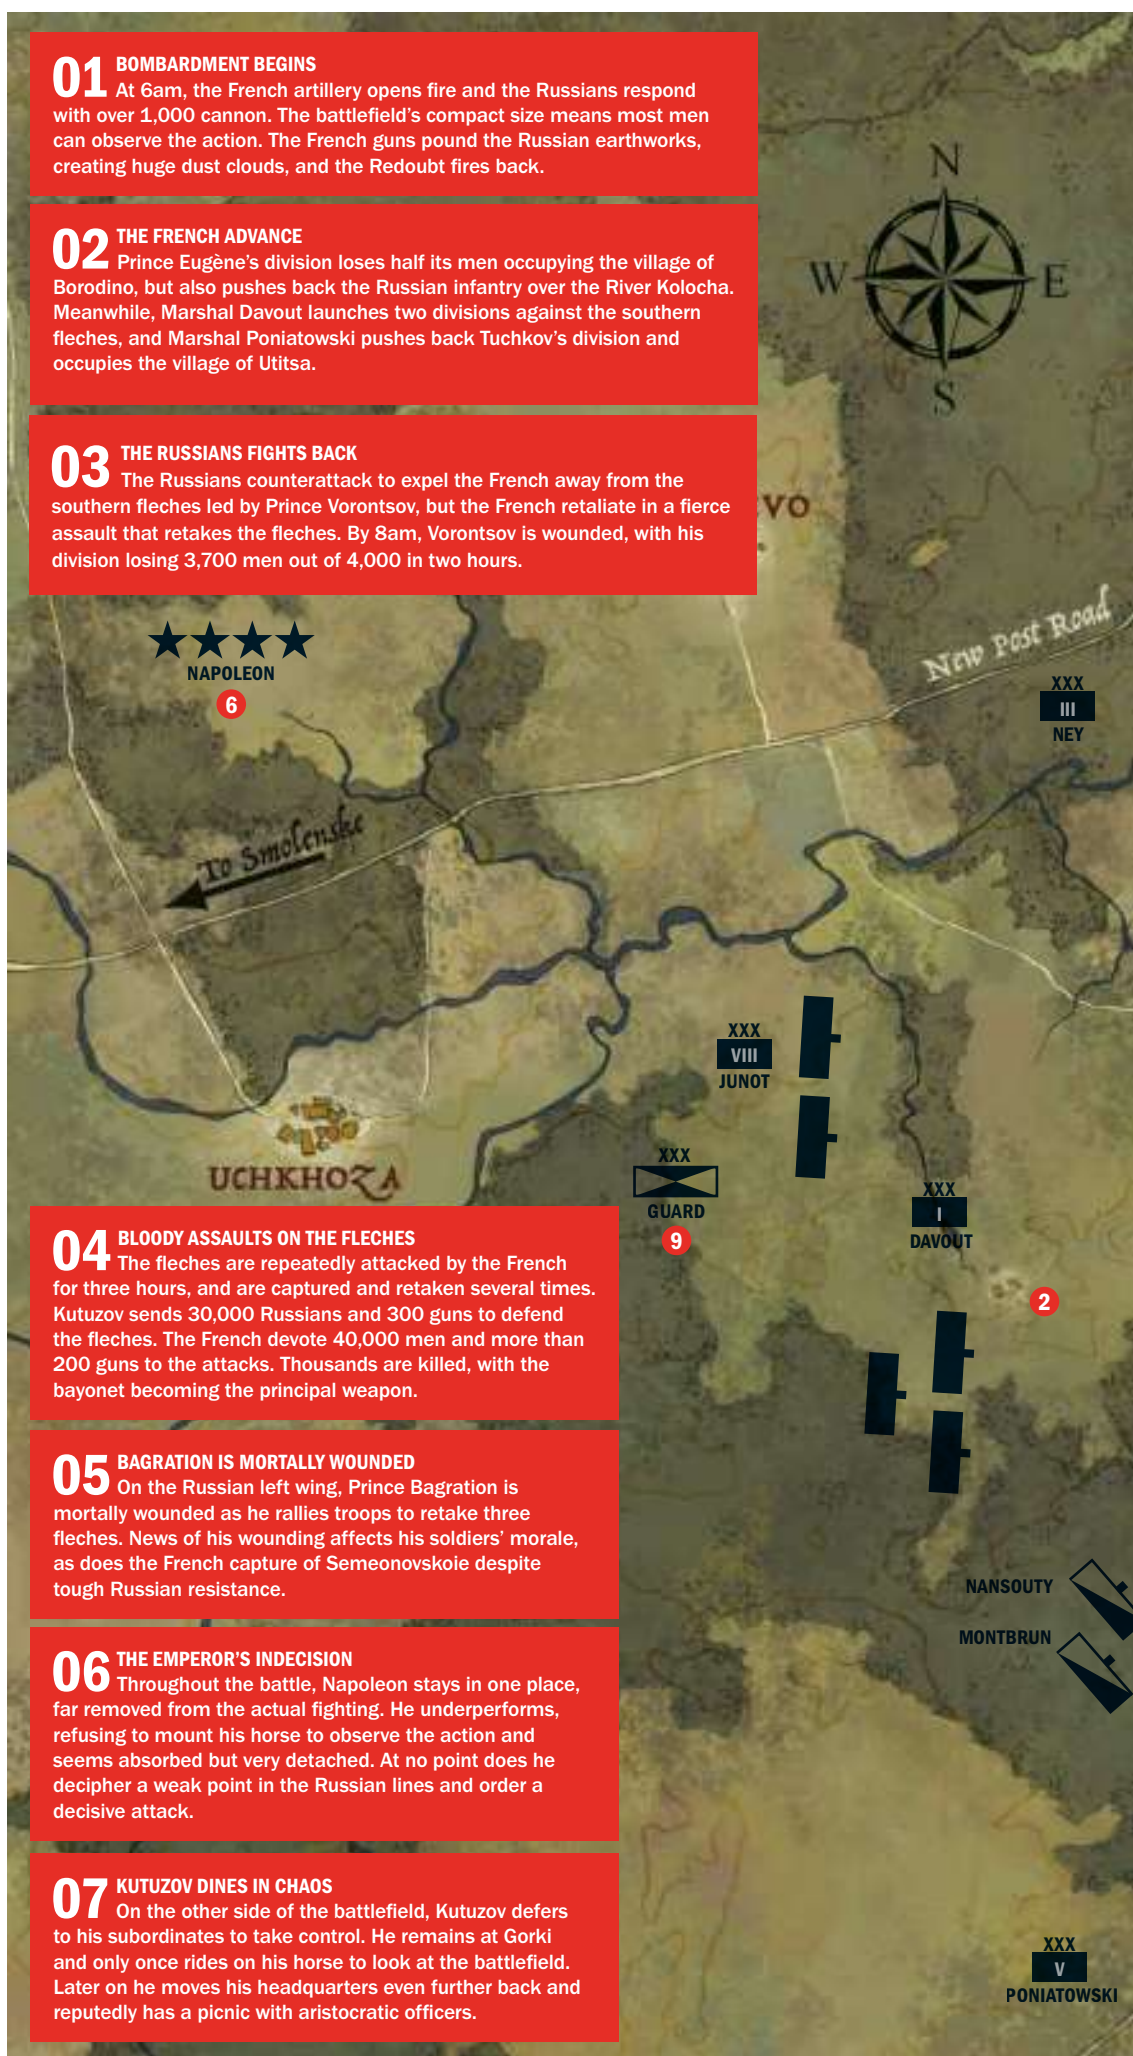 01 BOMBARDMENT BEGINS
At 6am, the French artillery opens fire and the Russians respond
with over 1,000 cannon. The battlefield's compact size means most men
can observe the action. The French guns pound the Russian earthworks,
creating huge dust clouds, and the Redoubt fires back.
N
W
E
S
02 THE FRENCH ADVANCE
Prince Eugène's division loses half its men occupying the village of
Borodino, but also pushes back the Russian infantry over the River Kolocha.
Meanwhile, Marshal Davout launches two divisions against the southern
fleches, and Marshal Poniatowski pushes back Tuchkov's division and
occupies the village of Utitsa.
03 THE RUSSIANS FIGHTS BACK
The Russians counterattack to expel the French away from the
southern fleches led by Prince Vorontsov, but the French retaliate in a fierce
assault that retakes the fleches. By 8am, Vorontsov is wounded, with his
division losing 3,700 men out of 4,000 in two hours.
VO
NAPOLEON
6
New Post Road
XXX
III
NEY
To Smolenske
XXX
VIII
JUNOT
UCHKHOZA
XXX
GUARD
9
XXX
I
DAVOUT
2
04 BLOODY ASSAULTS ON THE FLECHES
The fleches are repeatedly attacked by the French
for three hours, and are captured and retaken several times.
Kutuzov sends 30,000 Russians and 300 guns to defend
the fleches. The French devote 40,000 men and more than
200 guns to the attacks. Thousands are killed, with the
bayonet becoming the principal weapon.
05 BAGRATION IS MORTALLY WOUNDED
On the Russian left wing, Prince Bagration is
mortally wounded as he rallies troops to retake three
fleches. News of his wounding affects his soldiers' morale,
as does the French capture of Semeonovskoie despite
tough Russian resistance.
NANSOUTY
MONTBRUN
06 THE EMPEROR'S INDECISION
Throughout the battle, Napoleon stays in one place,
far removed from the actual fighting. He underperforms,
refusing to mount his horse to observe the action and
seems absorbed but very detached. At no point does he
decipher a weak point in the Russian lines and order a
decisive attack.
07 KUTUZOV DINES IN CHAOS
On the other side of the battlefield, Kutuzov defers
to his subordinates to take control. He remains at Gorki
and only once rides on his horse to look at the battlefield.
Later on he moves his headquarters even further back and
reputedly has a picnic with aristocratic officers.
XXX
V
PONIATOWSKI